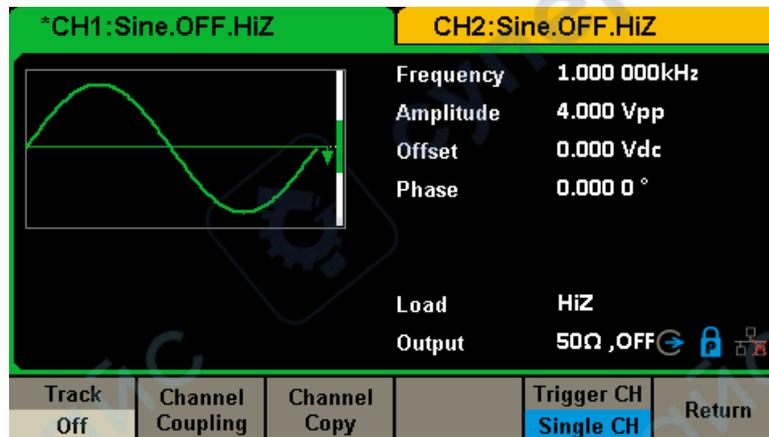 *CH1:Sine.OFF.HiZ
CH2:Sine.OFF.HiZ
Frequency 1.000 000kHz
Amplitude 4.000 Vpp
Offset 0.000 Vdc
Phase 0.000 0 °
Load HiZ
Output 50Ω ,OFF P
Track Channel Channel Trigger CH Return
Off Coupling Copy Single CH